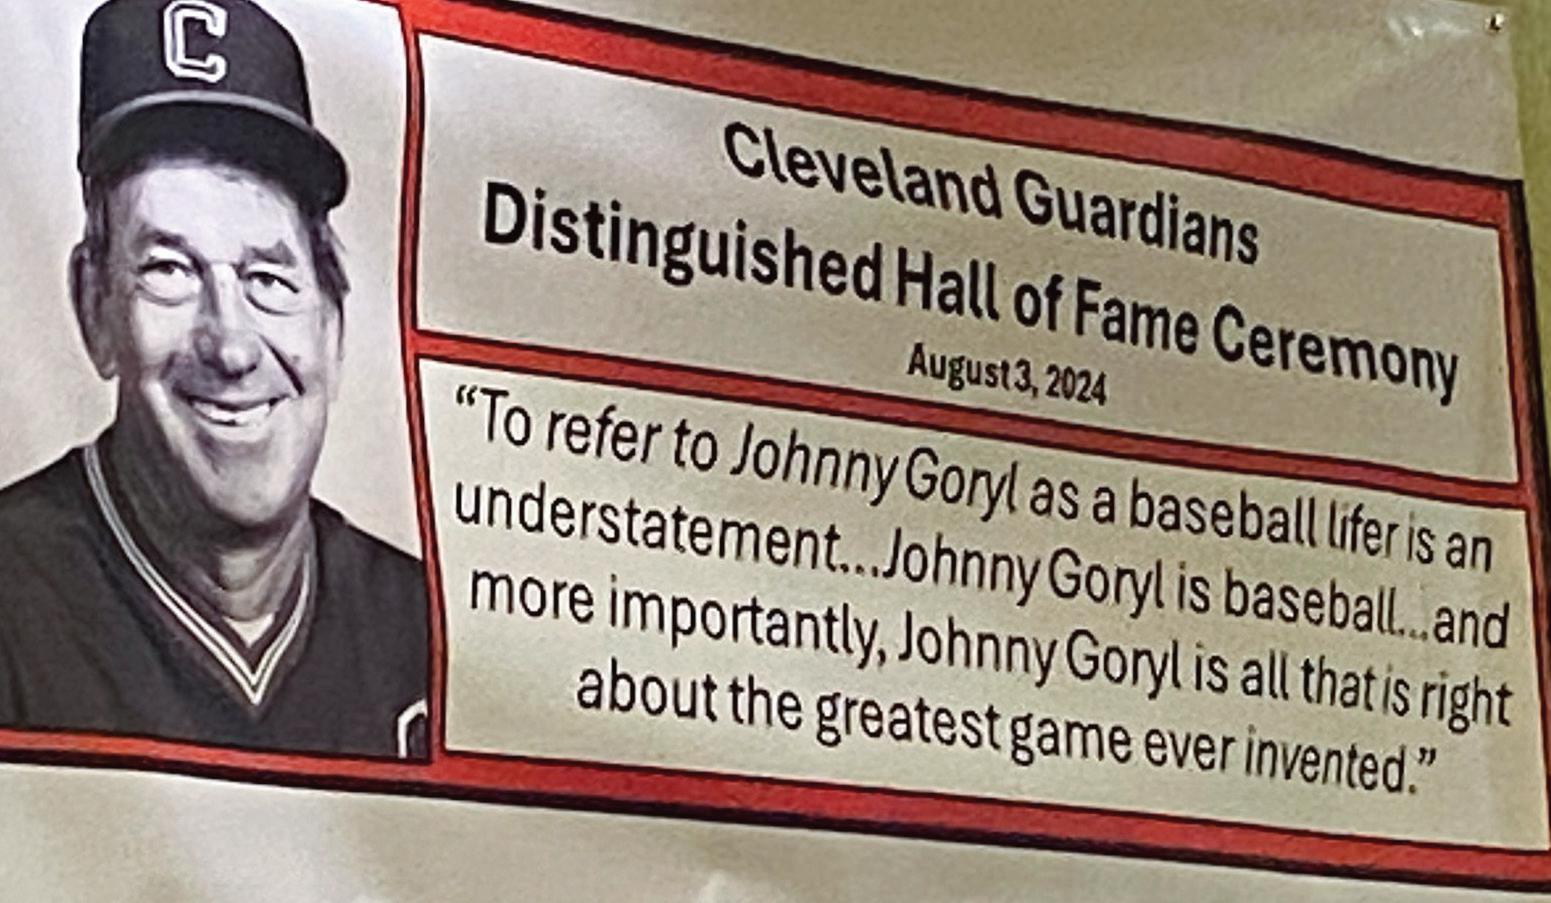 C
Cleveland Guardians
Distinguished Hall of Fame Ceremony
August 3, 2024
“To refer to Johnny Goryl as a baseball lifer is an
understatement...Johnny Goryl is baseball...and
more importantly, Johnny Goryl is all that is right
about the greatest game ever invented.”